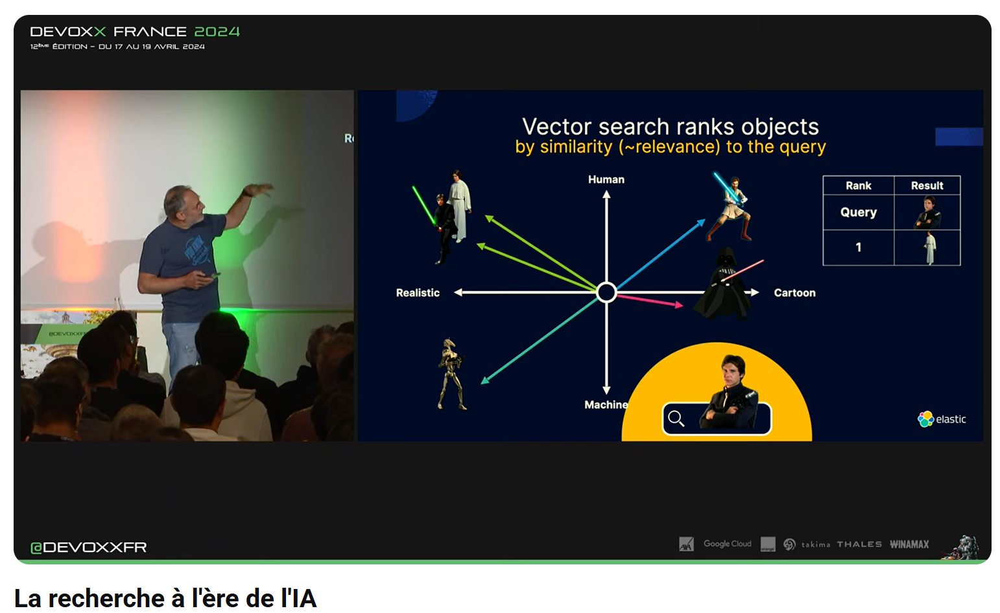 DEVOXX FRANCE 2024
12ÈME ÉDITION - DU 17 AU 19 AVRIL 2024
Vector search ranks objects
by similarity (~relevance) to the query
Human
Realistic
Cartoon
Machine
Rank Result
Query
1
elastic
@DEVOXXFR
Google Cloud
orange
takima
THALES
WINAMAX
La recherche à l'ère de l'IA